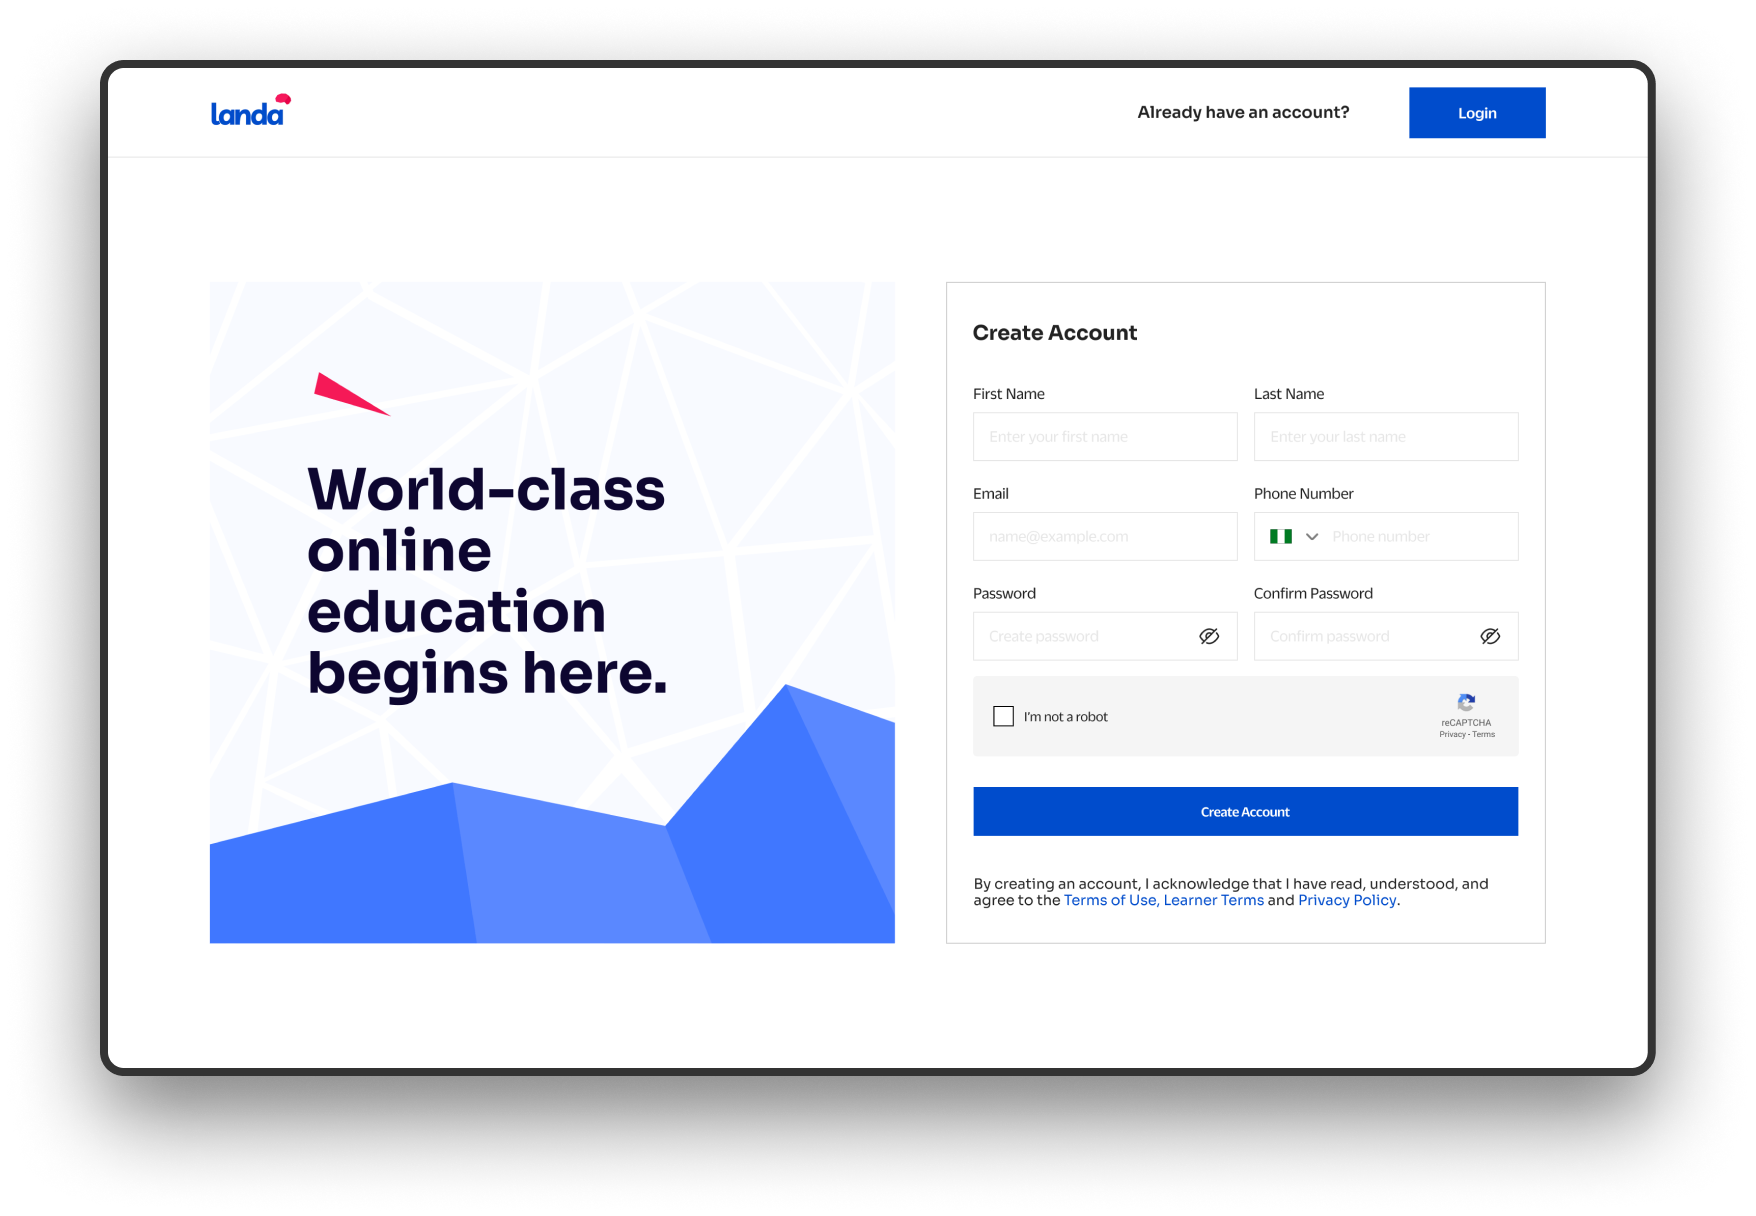 landa
Already have an account?
Login
World-class
online
education
begins here.
Create Account
First Name
Last Name
Enter your first name
Enter your last name
Email
Phone Number
name@example.com
Phone number
Password
Confirm Password
Create password
Confirm password
I'm not a robot
reCAPTCHA
Privacy - Terms
Create Account
By creating an account, I acknowledge that I have read, understood, and
agree to the Terms of Use, Learner Terms and Privacy Policy.